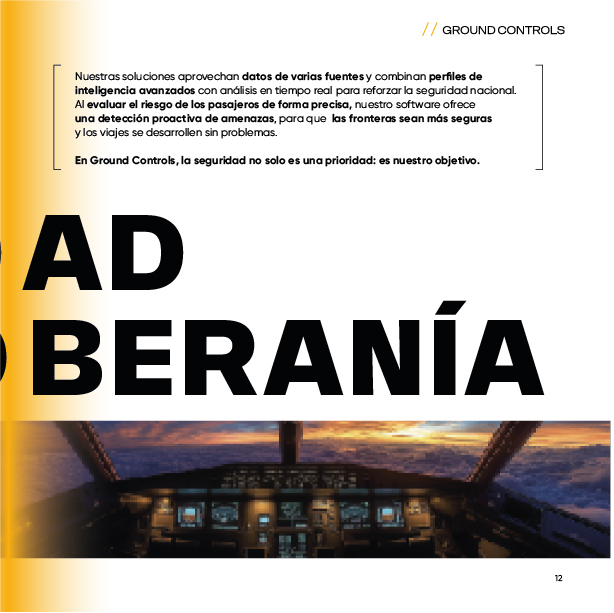 // GROUND CONTROLS
Nuestras soluciones aprovechan datos de varias fuentes y combinan perfiles de
inteligencia avanzados con análisis en tiempo real para reforzar la seguridad nacional.
Al evaluar el riesgo de los pasajeros de forma precisa, nuestro software ofrece
una detección proactiva de amenazas, para que las fronteras sean más seguras
y los viajes se desarrollen sin problemas.
En Ground Controls, la seguridad no solo es una prioridad: es nuestro objetivo.
AD
BERANÍA
12